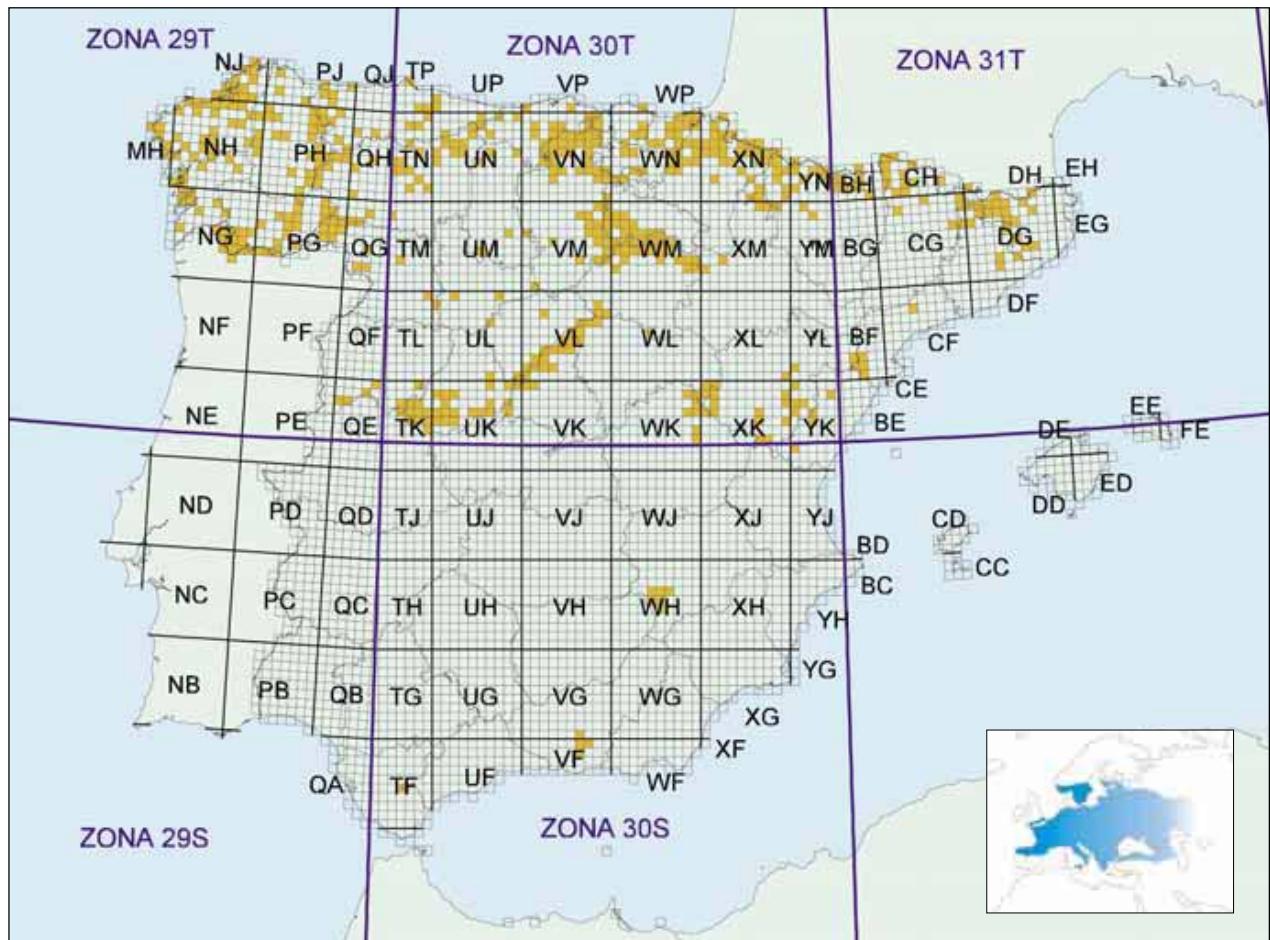 ZONA 29T
ZONA 30T
ZONA 31T
NJ
PJ
QJ
TP
UP
VP
WP
MH
NH
PH
QH
TN
UN
VN
WN
XN
YN
BH
CH
DH
EH
NG
PG
QG
TM
UM
VM
WM
XM
YM
BG
CG
DG
EG
NF
PF
QF
TL
UL
VL
WL
XL
YL
BF
CF
DF
NE
PE
QE
TK
UK
VK
WK
XK
YK
BE
CE
DE
EE
FE
ND
PD
QD
TJ
UJ
VJ
WJ
XJ
YJ
BD
CD
DD
ED
NC
PC
QC
TH
UH
VH
WH
XH
YH
BC
CC
NB
PB
QB
TG
UG
VG
WG
XG
YG
QA
TF
UF
VF
WF
XF
ZONA 29S
ZONA 30S